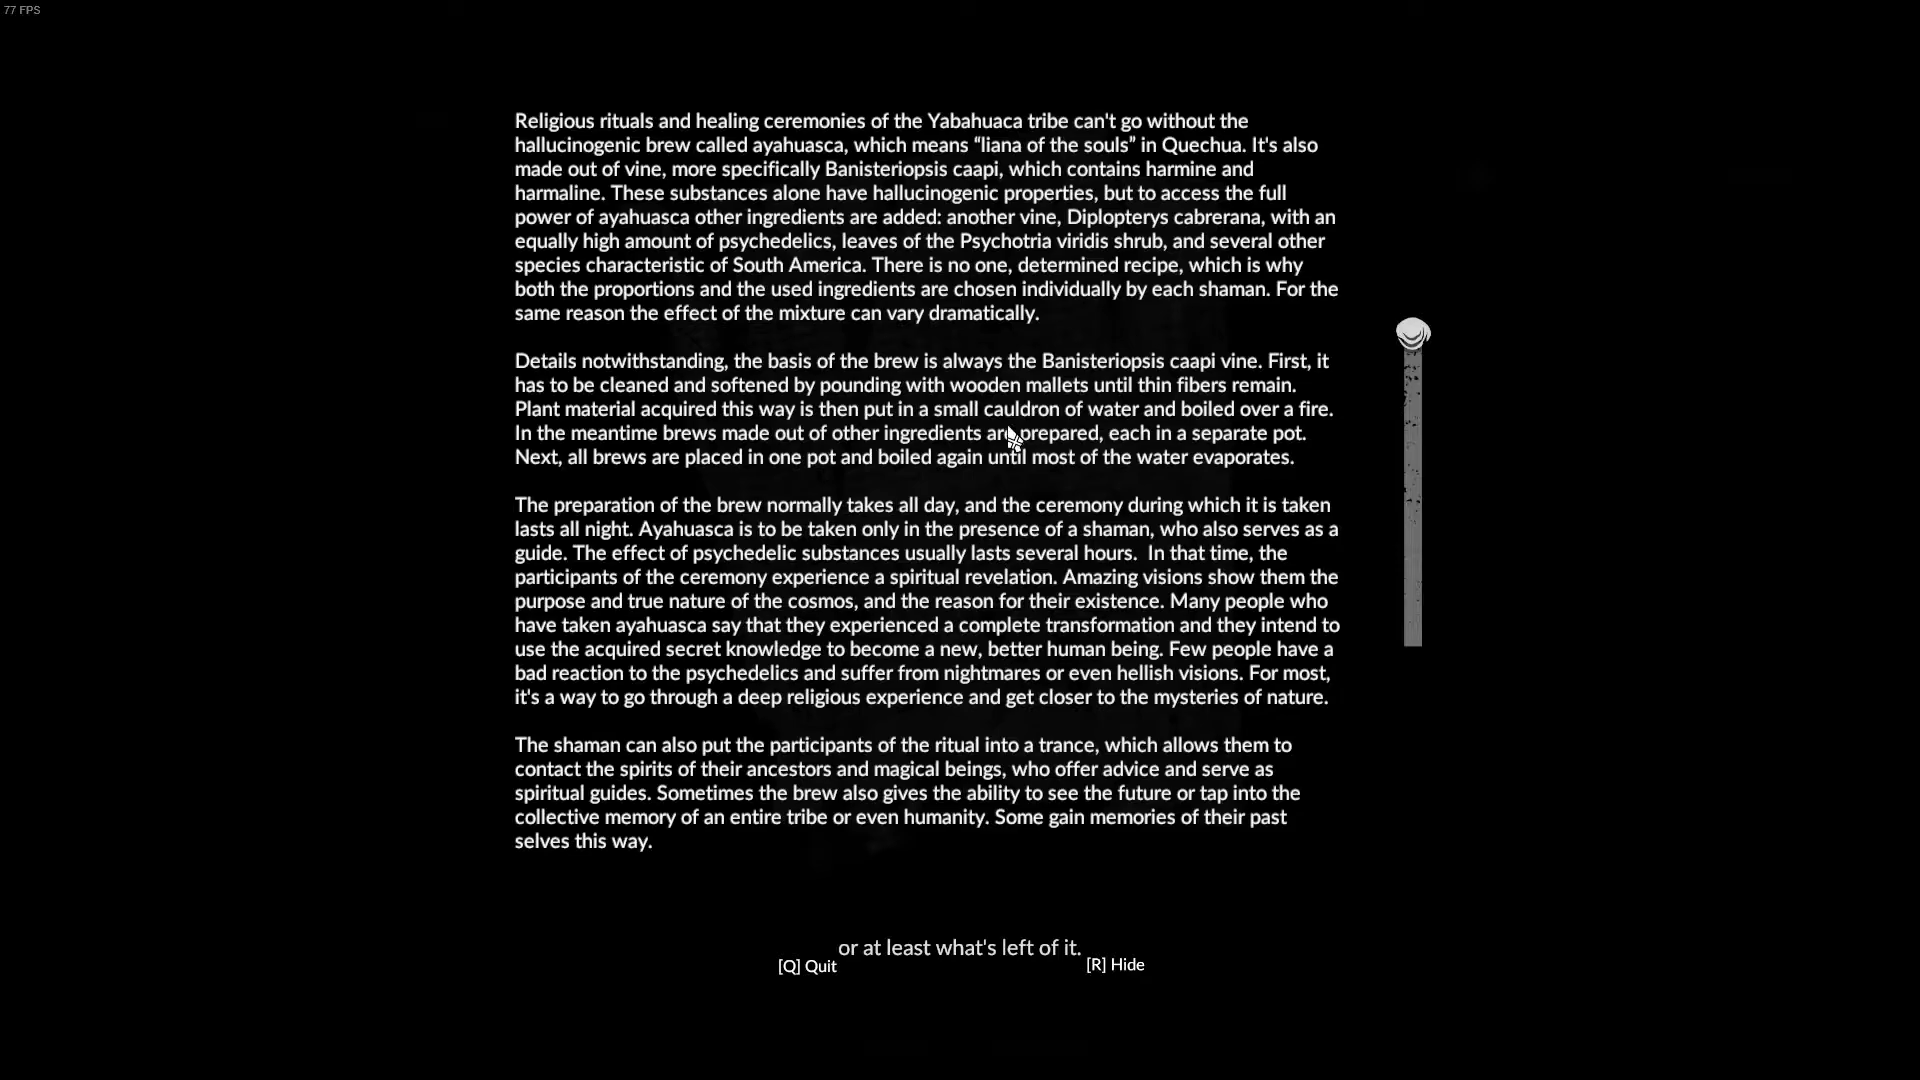 77 FPS
Religious rituals and healing ceremonies of the Yabahuaca tribe can't go without the
hallucinogenic brew called ayahuasca, which means “liana of the souls” in Quechua. It's also
made out of vine, more specifically Banisteriopsis caapi, which contains harmine and
harmaline. These substances alone have hallucinogenic properties, but to access the full
power of ayahuasca other ingredients are added: another vine, Diplopterys cabrerana, with an
equally high amount of psychedelics, leaves of the Psychotria viridis shrub, and several other
species characteristic of South America. There is no one, determined recipe, which is why
both the proportions and the used ingredients are chosen individually by each shaman. For the
same reason the effect of the mixture can vary dramatically.
Details notwithstanding, the basis of the brew is always the Banisteriopsis caapi vine. First, it
has to be cleaned and softened by pounding with wooden mallets until thin fibers remain.
Plant material acquired this way is then put in a small cauldron of water and boiled over a fire.
In the meantime brews made out of other ingredients are prepared, each in a separate pot.
Next, all brews are placed in one pot and boiled again until most of the water evaporates.
The preparation of the brew normally takes all day, and the ceremony during which it is taken
lasts all night. Ayahuasca is to be taken only in the presence of a shaman, who also serves as a
guide. The effect of psychedelic substances usually lasts several hours.  In that time, the
participants of the ceremony experience a spiritual revelation. Amazing visions show them the
purpose and true nature of the cosmos, and the reason for their existence. Many people who
have taken ayahuasca say that they experienced a complete transformation and they intend to
use the acquired secret knowledge to become a new, better human being. Few people have a
bad reaction to the psychedelics and suffer from nightmares or even hellish visions. For most,
it's a way to go through a deep religious experience and get closer to the mysteries of nature.
The shaman can also put the participants of the ritual into a trance, which allows them to
contact the spirits of their ancestors and magical beings, who offer advice and serve as
spiritual guides. Sometimes the brew also gives the ability to see the future or tap into the
collective memory of an entire tribe or even humanity. Some gain memories of their past
selves this way.
or at least what's left of it.
[Q] Quit
[R] Hide